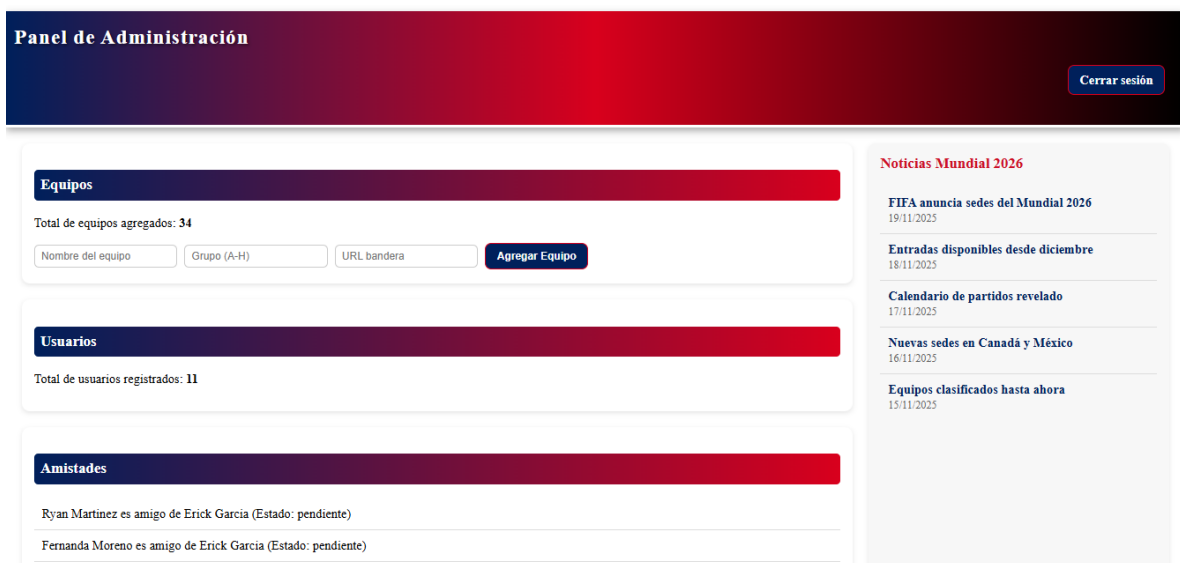 Panel de Administración
Cerrar sesión
Equipos
Total de equipos agregados: 34
Nombre del equipo
Grupo (A-H)
URL bandera
Agregar Equipo
Usuarios
Total de usuarios registrados: 11
Amistades
Ryan Martinez es amigo de Erick Garcia (Estado: pendiente)
Fernanda Moreno es amigo de Erick Garcia (Estado: pendiente)
Noticias Mundial 2026
FIFA anuncia sedes del Mundial 2026
19/11/2025
Entradas disponibles desde diciembre
18/11/2025
Calendario de partidos revelado
17/11/2025
Nuevas sedes en Canadá y México
16/11/2025
Equipos clasificados hasta ahora
15/11/2025